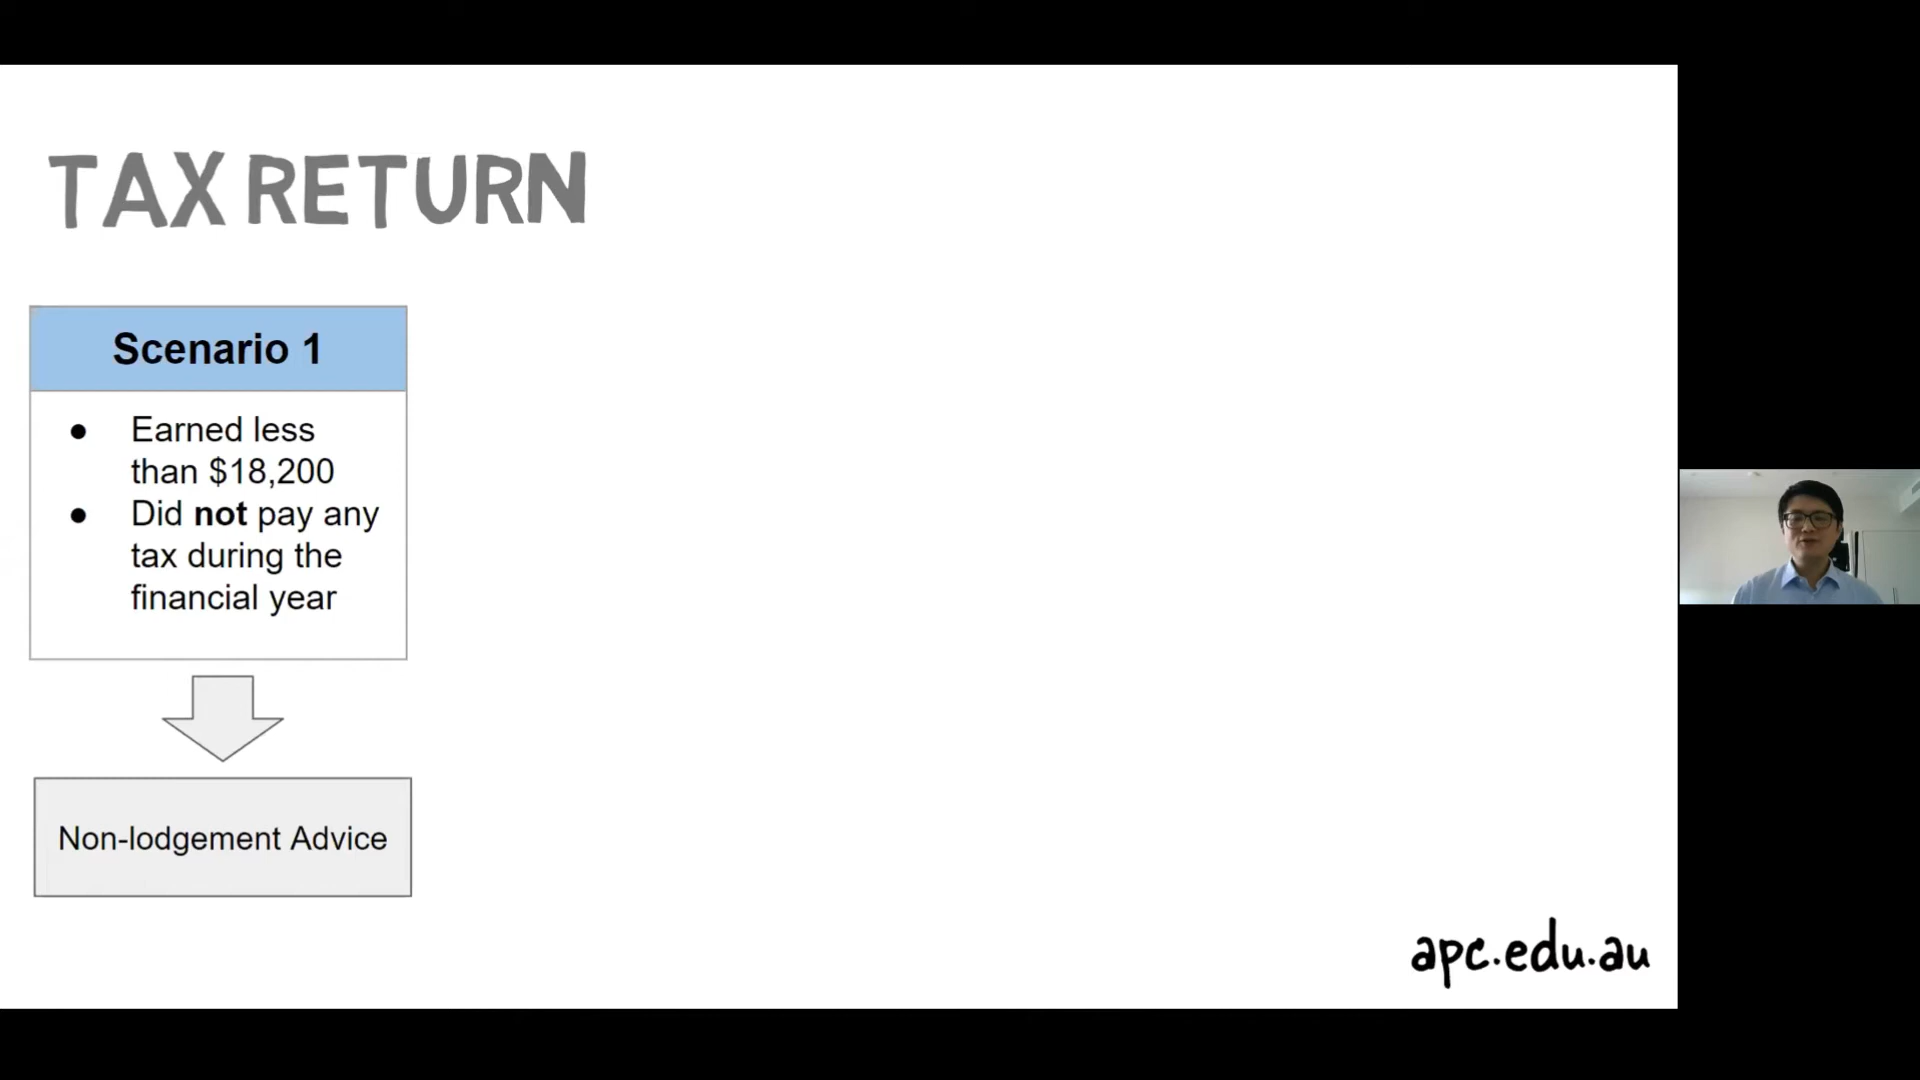 TAX RETURN
Scenario 1
● Earned less
than $18,200
● Did not pay any
tax during the
financial year
Non-lodgement Advice
apc.edu.au